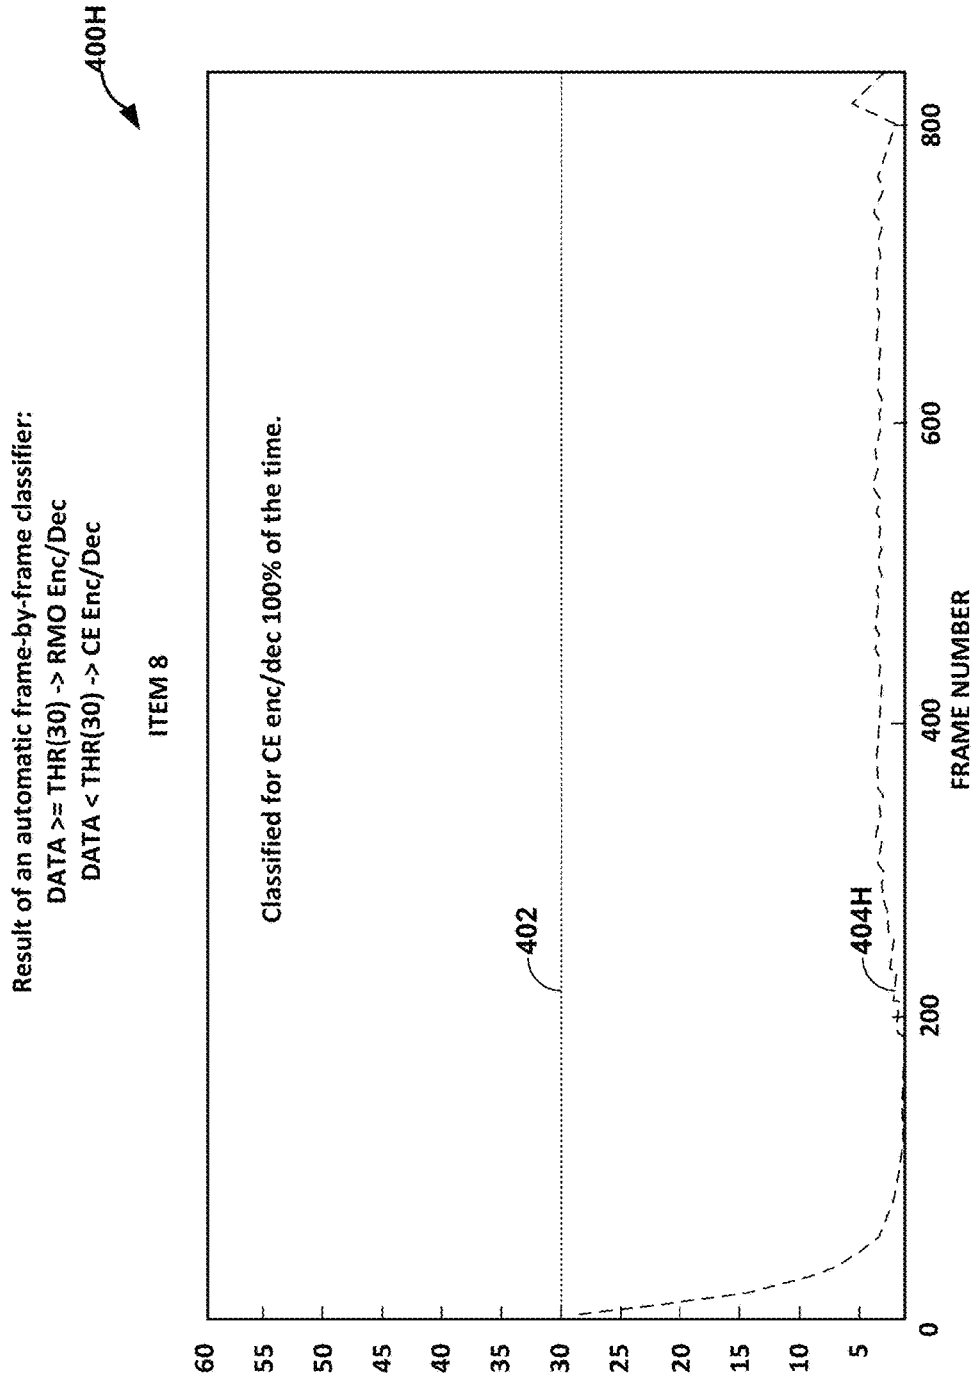 Result of an automatic frame-by-frame classifier:
DATA >= THR(30) -> RMO Enc/Dec
DATA < THR(30) -> CE Enc/Dec
400H
ITEM 8
60
55
50
45
40
35
30
25
20
15
10
5
Classified for CE enc/dec 100% of the time.
402
404H
0
200
400
600
800
FRAME NUMBER